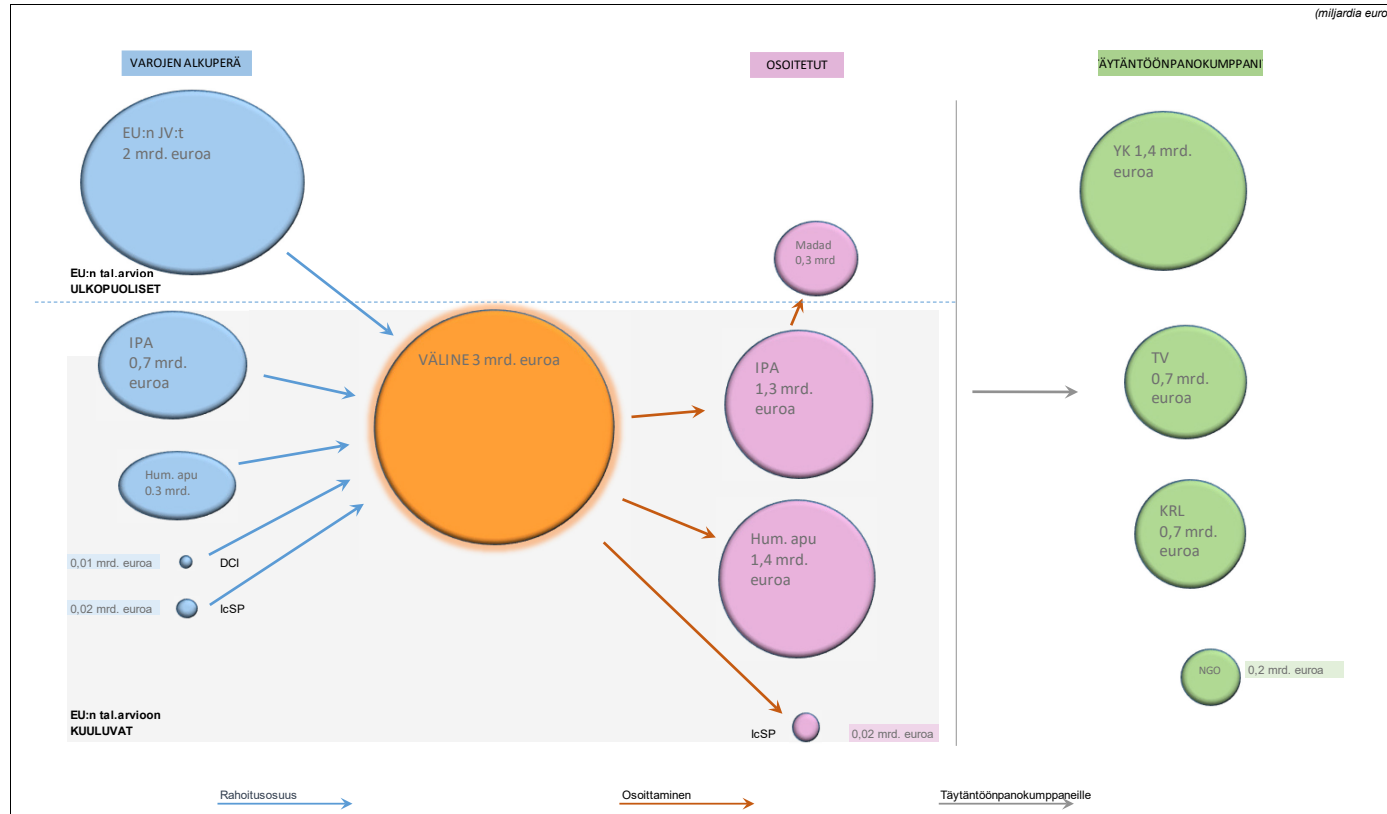 (miljardia euro
VAROJEN ALKUPERÄ
OSOITETUT
ÄYTÄNTÖÖNPANOKUMPPANI
EU:n JV:t
2 mrd. euroa
YK 1,4 mrd.
euroa
Madad
0,3 mrd
EU:n tal.arvion
ULKOPUOLISET
IPA
0,7 mrd.
euroa
VÄLINE 3 mrd. euroa
IPA
1,3 mrd.
euroa
TV
0,7 mrd.
euroa
Hum. apu
0.3 mrd.
KRL
0,7 mrd.
euroa
Hum. apu
1,4 mrd.
euroa
0,01 mrd. euroa
DCI
0,02 mrd. euroa
IcSP
NGO
0,2 mrd. euroa
EU:n tal.arvioon
KUULUVAT
IcSP
0,02 mrd. euroa
Rahoitusosuus
Osoittaminen
Täytäntöönpanokumppaneille